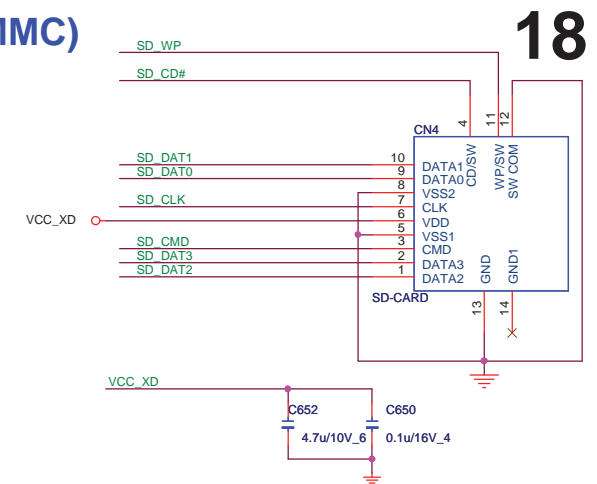 MMC)
18
SD_WP
SD_CD#
4
11
12
CN4
CD/SW
WP/SW
SW COM
SD_DAT1
10
DATA1
SD_DAT0
9
DATA0
8
VSS2
SD_CLK
7
CLK
VCC_XD
6
VDD
5
VSS1
SD_CMD
3
CMD
SD_DAT3
2
DATA3
SD_DAT2
1
DATA2
GND
GND1
SD-CARD
13
14
VCC_XD
C652
C650
4.7u/10V_6
0.1u/16V_4